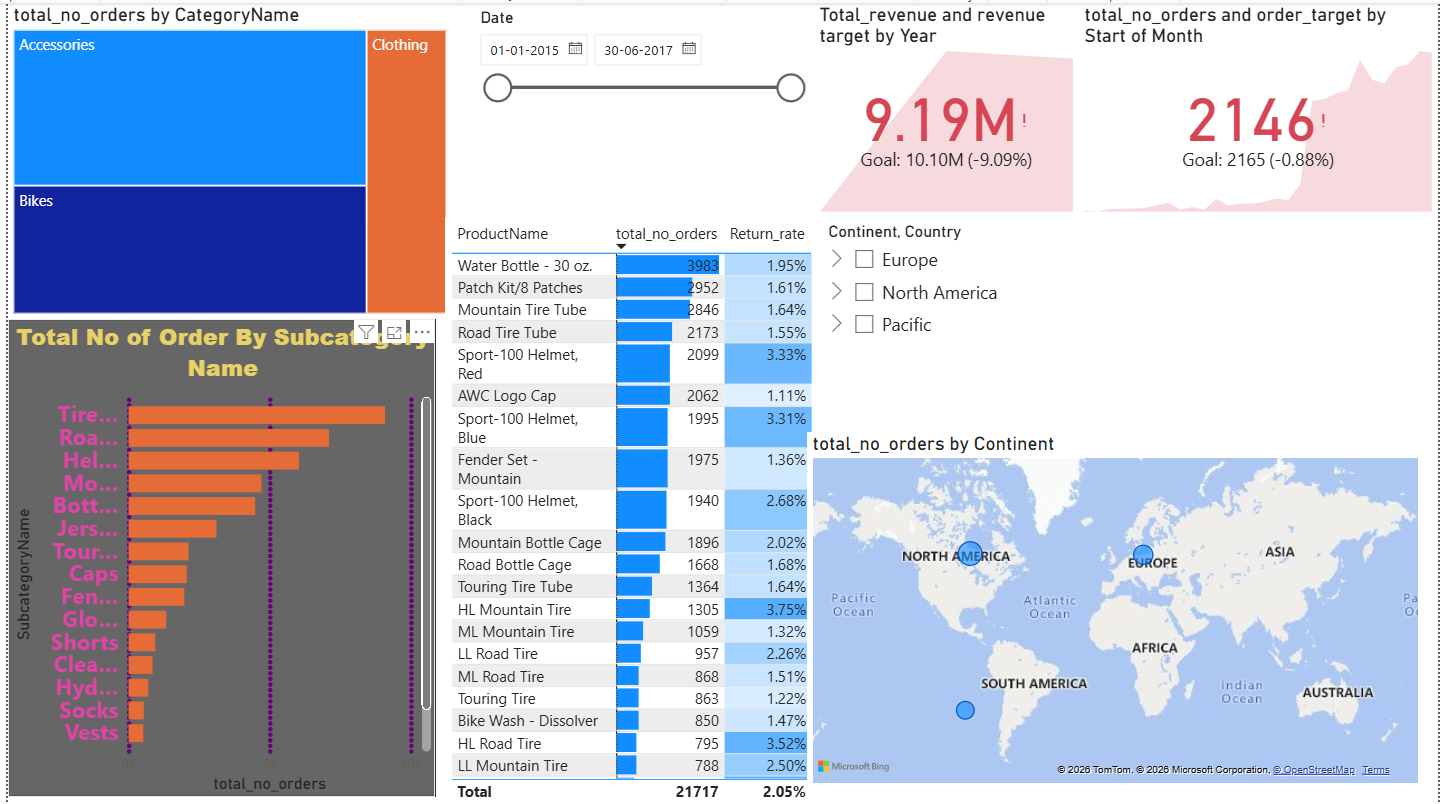 total_no_orders by CategoryName
Accessories
Clothing
Bikes
Date
01-01-2015
30-06-2017
Total_revenue and revenue
target by Year
9.19M!
Goal: 10.10M (-9.09%)
total_no_orders and order_target by
Start of Month
2146!
Goal: 2165 (-0.88%)
Continent, Country
Europe
North America
Pacific
Total No of Order By Subcategory
Name
SubcategoryName
Tire...
Roa...
Hel...
Mo...
Bott...
Jers...
Tour...
Caps
Fen...
Glo...
Shorts
Clea...
Hyd...
Socks
Vests
0K 5K 10K
total_no_orders
ProductName total_no_orders Return_rate
Water Bottle - 30 oz. 3983 1.95%
Patch Kit/8 Patches 2952 1.61%
Mountain Tire Tube 2846 1.64%
Road Tire Tube 2173 1.55%
Sport-100 Helmet, 2099 3.33%
Red
AWC Logo Cap 2062 1.11%
Sport-100 Helmet, 1995 3.31%
Blue
Fender Set - 1975 1.36%
Mountain
Sport-100 Helmet, 1940 2.68%
Black
Mountain Bottle Cage 1896 2.02%
Road Bottle Cage 1668 1.68%
Touring Tire Tube 1364 1.64%
HL Mountain Tire 1305 3.75%
ML Mountain Tire 1059 1.32%
LL Road Tire 957 2.26%
ML Road Tire 868 1.51%
Touring Tire 863 1.22%
Bike Wash - Dissolver 850 1.47%
HL Road Tire 795 3.52%
LL Mountain Tire 788 2.50%
Total 21717 2.05%
total_no_orders by Continent
NORTH AMERICA
EUROPE
ASIA
Pacific
Ocean
Atlantic
Ocean
Pa
O
AFRICA
SOUTH AMERICA
Indian
Ocean
AUSTRALIA
Microsoft Bing
© 2026 TomTom, © 2026 Microsoft Corporation, © OpenStreetMap Terms